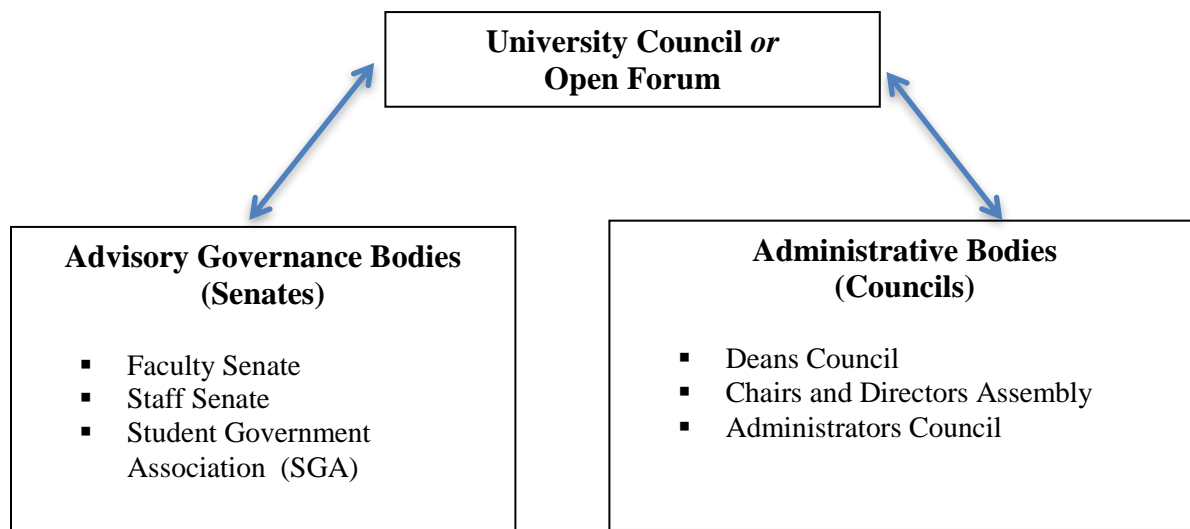 University Council or
Open Forum
Advisory Governance Bodies
(Senates)
▪ Faculty Senate
▪ Staff Senate
▪ Student Government
Association (SGA)
Administrative Bodies
(Councils)
▪ Deans Council
▪ Chairs and Directors Assembly
▪ Administrators Council